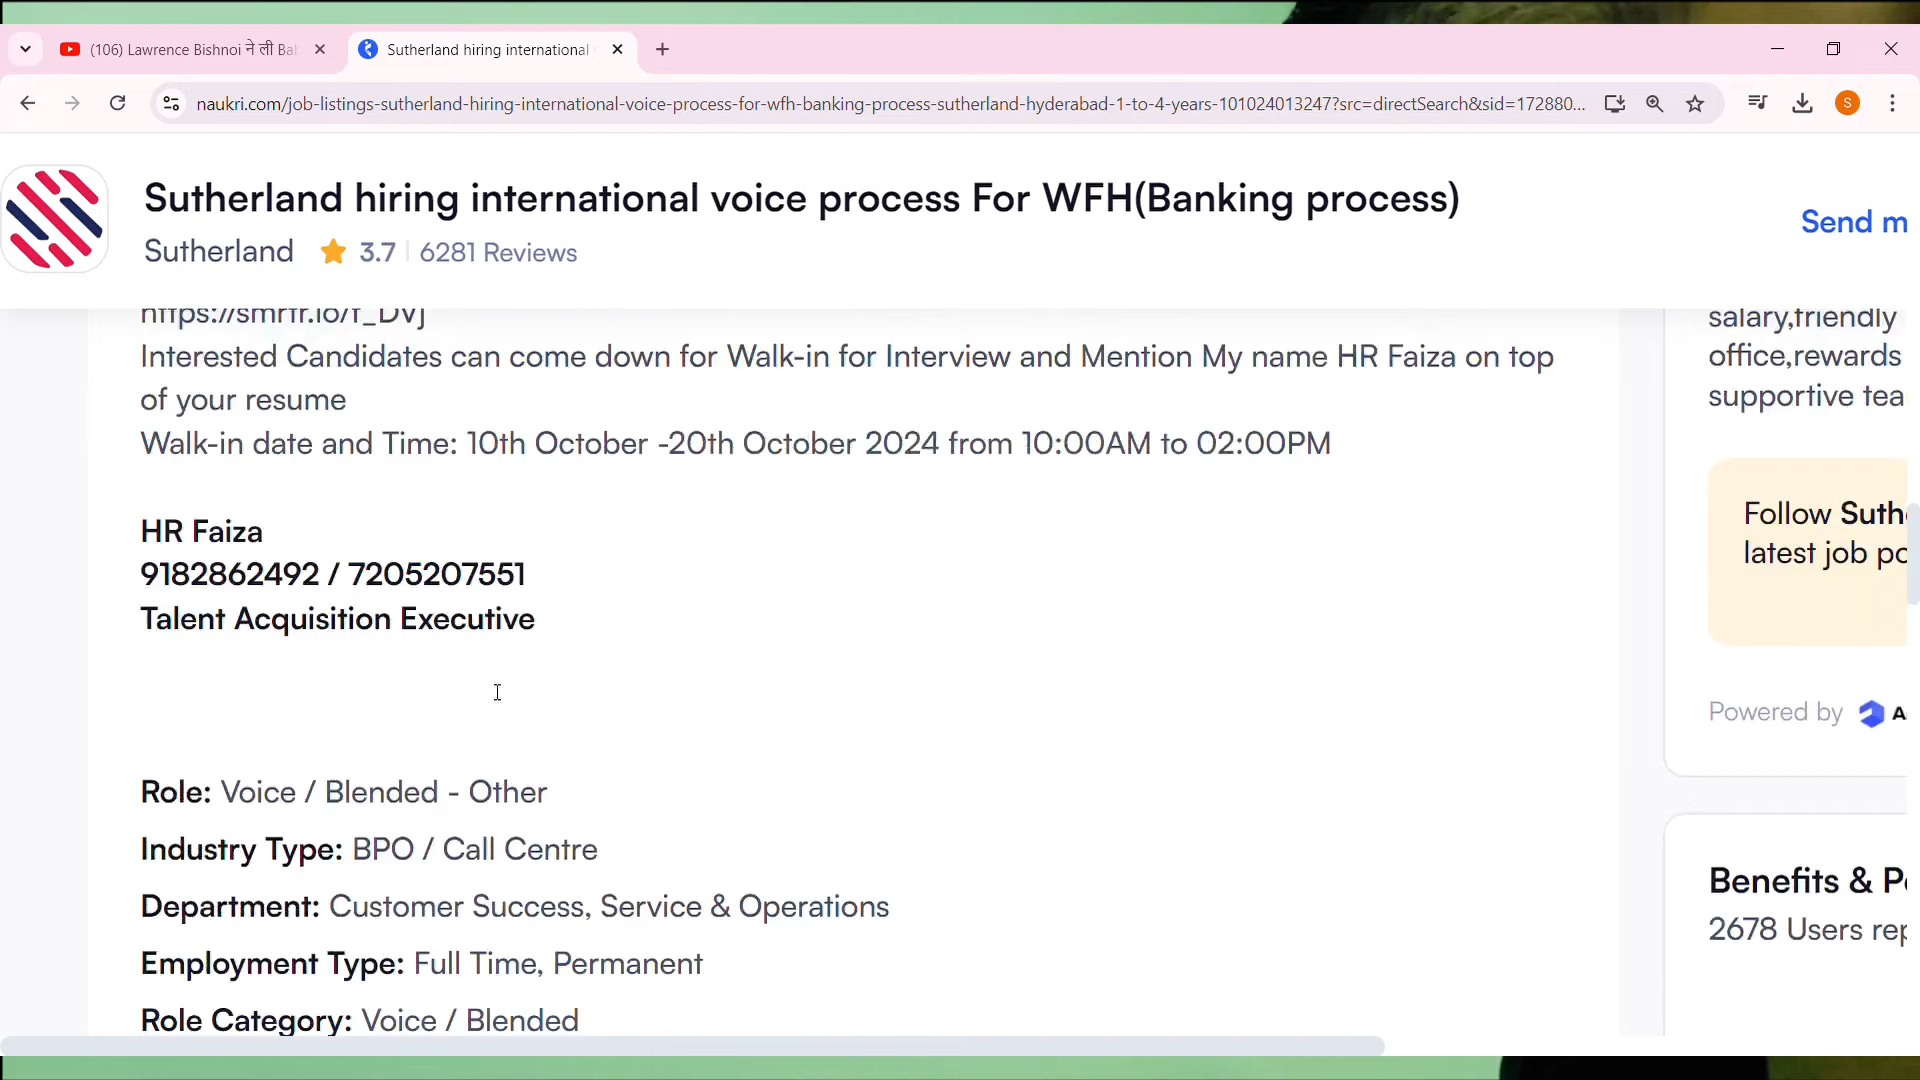 (106) Lawrence Bishnoi ने ली Bab
Sutherland hiring international
naukri.com/job-listings-sutherland-hiring-international-voice-process-for-wfh-banking-process-sutherland-hyderabad-1-to-4-years-101024013247?src=directSearch&sid=172880...
S
Sutherland hiring international voice process For WFH(Banking process)
Send m
Sutherland 3.7 | 6281 Reviews
Interested Candidates can come down for Walk-in for Interview and Mention My name HR Faiza on top
of your resume
Walk-in date and Time: 10th October -20th October 2024 from 10:00AM to 02:00PM
HR Faiza
9182862492 / 7205207551
Talent Acquisition Executive
Role: Voice / Blended - Other
Industry Type: BPO / Call Centre
Department: Customer Success, Service & Operations
Employment Type: Full Time, Permanent
Role Category: Voice / Blended
salary,friendly
office,rewards
supportive tea
Follow Suth
latest job po
Powered by A
Benefits & P
2678 Users rep